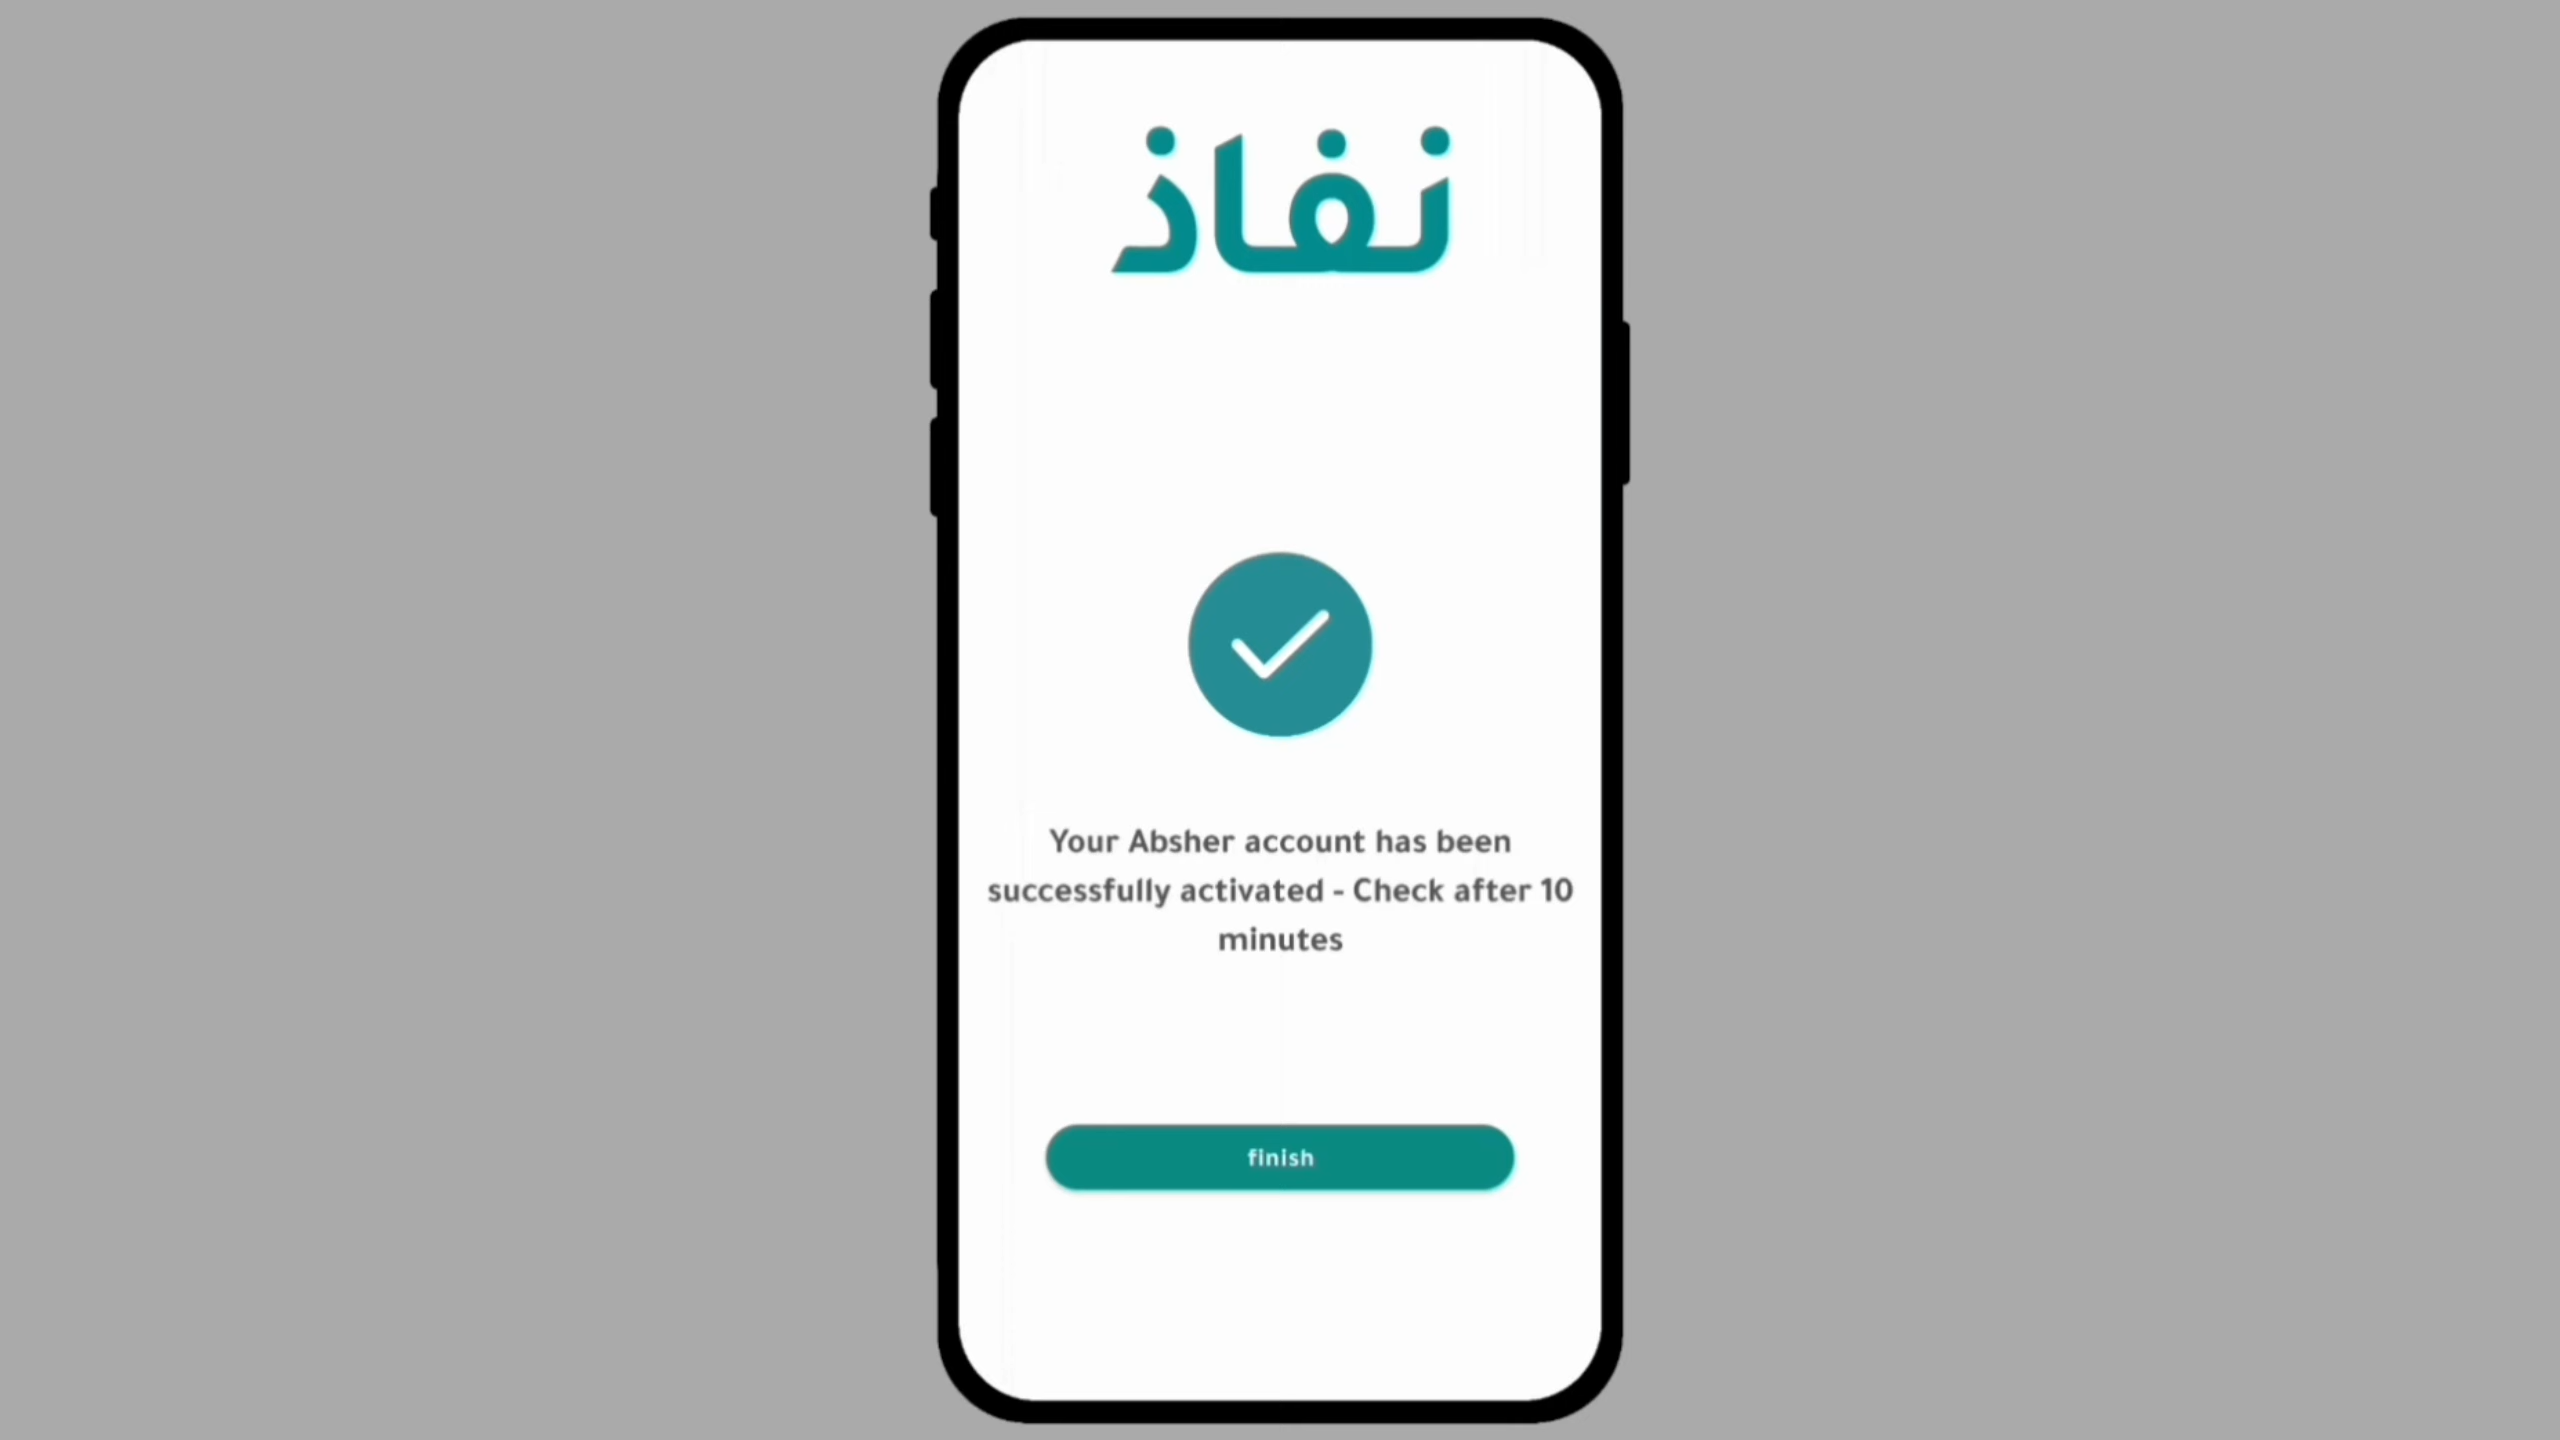 نفاذ
Your Absher account has been
successfully activated - Check after 10
minutes
finish